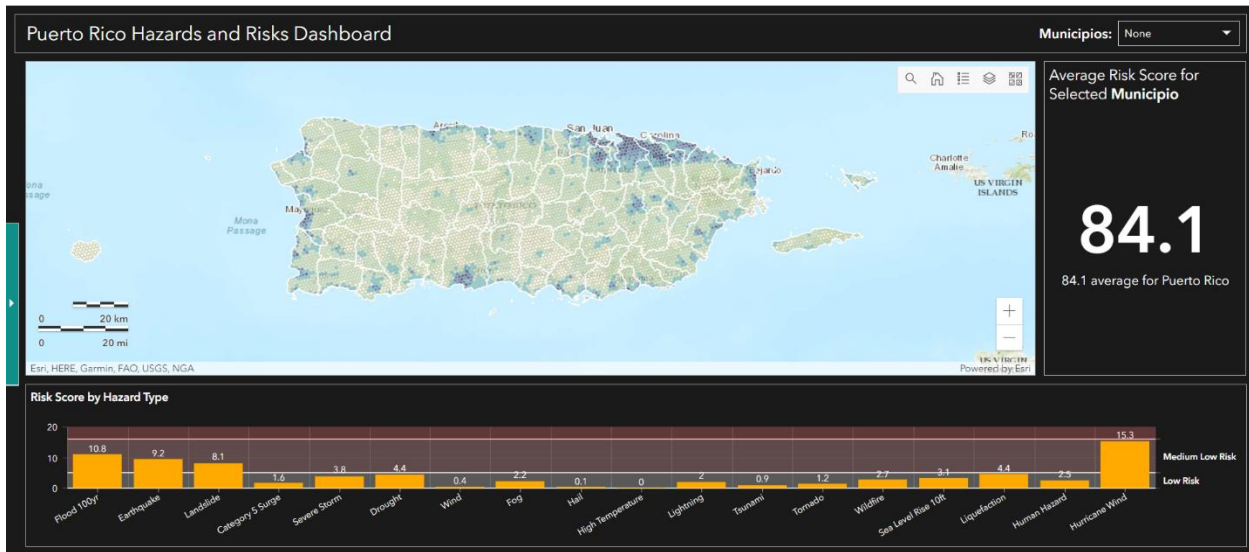 Puerto Rico Hazards and Risks Dashboard
Municipios: None
San Juan
Charlotte
Amalie
US VIRGIN
ISLANDS
PUERTO RICO
Mona
Passage
0 20 km
0 20 mi
Esri, HERE, Garmin, FAO, USGS, NGA
Powered by Esri
Average Risk Score for
Selected Municipio
84.1
84.1 average for Puerto Rico
Risk Score by Hazard Type
20
10
0
10.8
9.2
8.1
1.6
3.8
4.4
0.4
2.2
0.1
0
2
0.9
1.2
2.7
3.1
4.4
2.5
15.3
Medium Low Risk
Low Risk
Flood 100yr
Earthquake
Landslide
Category 5 Surge
Severe Storm
Drought
Wind
Fog
Hail
High Temperature
Lightning
Tsunami
Tornado
Wildfire
Sea Level Rise 10ft
Liquefaction
Human Hazard
Hurricane Wind